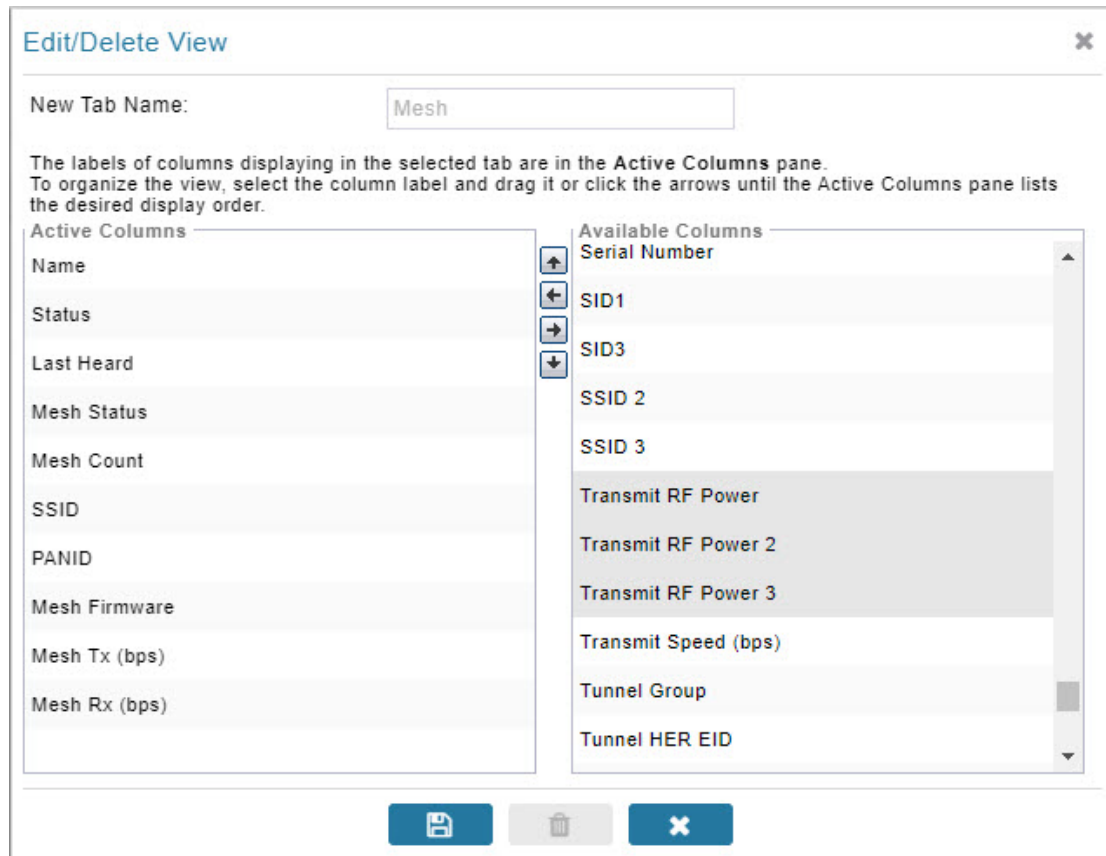 Edit/Delete View
New Tab Name:
Mesh
The labels of columns displaying in the selected tab are in the Active Columns pane.
To organize the view, select the column label and drag it or click the arrows until the Active Columns pane lists
the desired display order.
Active Columns
Name
Status
Last Heard
Mesh Status
Mesh Count
SSID
PANID
Mesh Firmware
Mesh Tx (bps)
Mesh Rx (bps)
Available Columns
Serial Number
SID1
SID3
SSID 2
SSID 3
Transmit RF Power
Transmit RF Power 2
Transmit RF Power 3
Transmit Speed (bps)
Tunnel Group
Tunnel HER EID